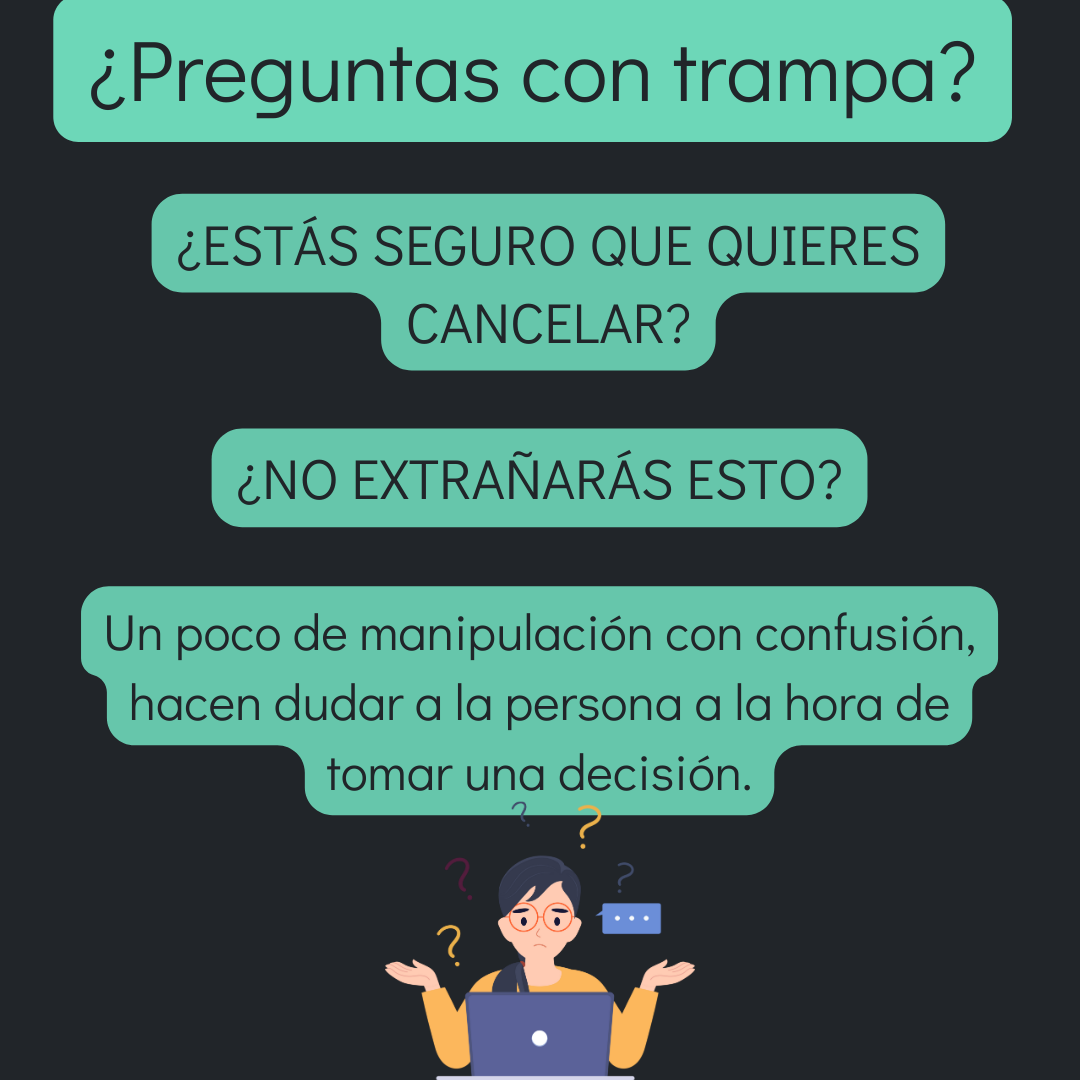 ¿Preguntas con trampa?
¿ESTÁS SEGURO QUE QUIERES
CANCELAR?
¿NO EXTRAÑARÁS ESTO?
Un poco de manipulación con confusión,
hacen dudar a la persona a la hora de
tomar una decisión.